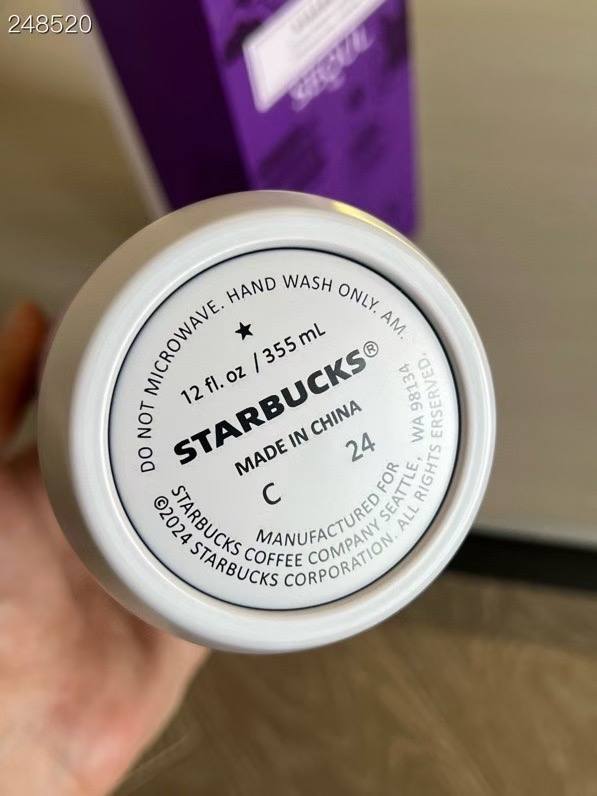 248520
DO NOT MICROWAVE. HAND WASH ONLY. AM.
★
12 fl. oz / 355 mL
STARBUCKS®
MADE IN CHINA
C 24
MANUFACTURED FOR
STARBUCKS COFFEE COMPANY SEATTLE, WA 98134
©2024 STARBUCKS CORPORATION. ALL RIGHTS ERSERVED.